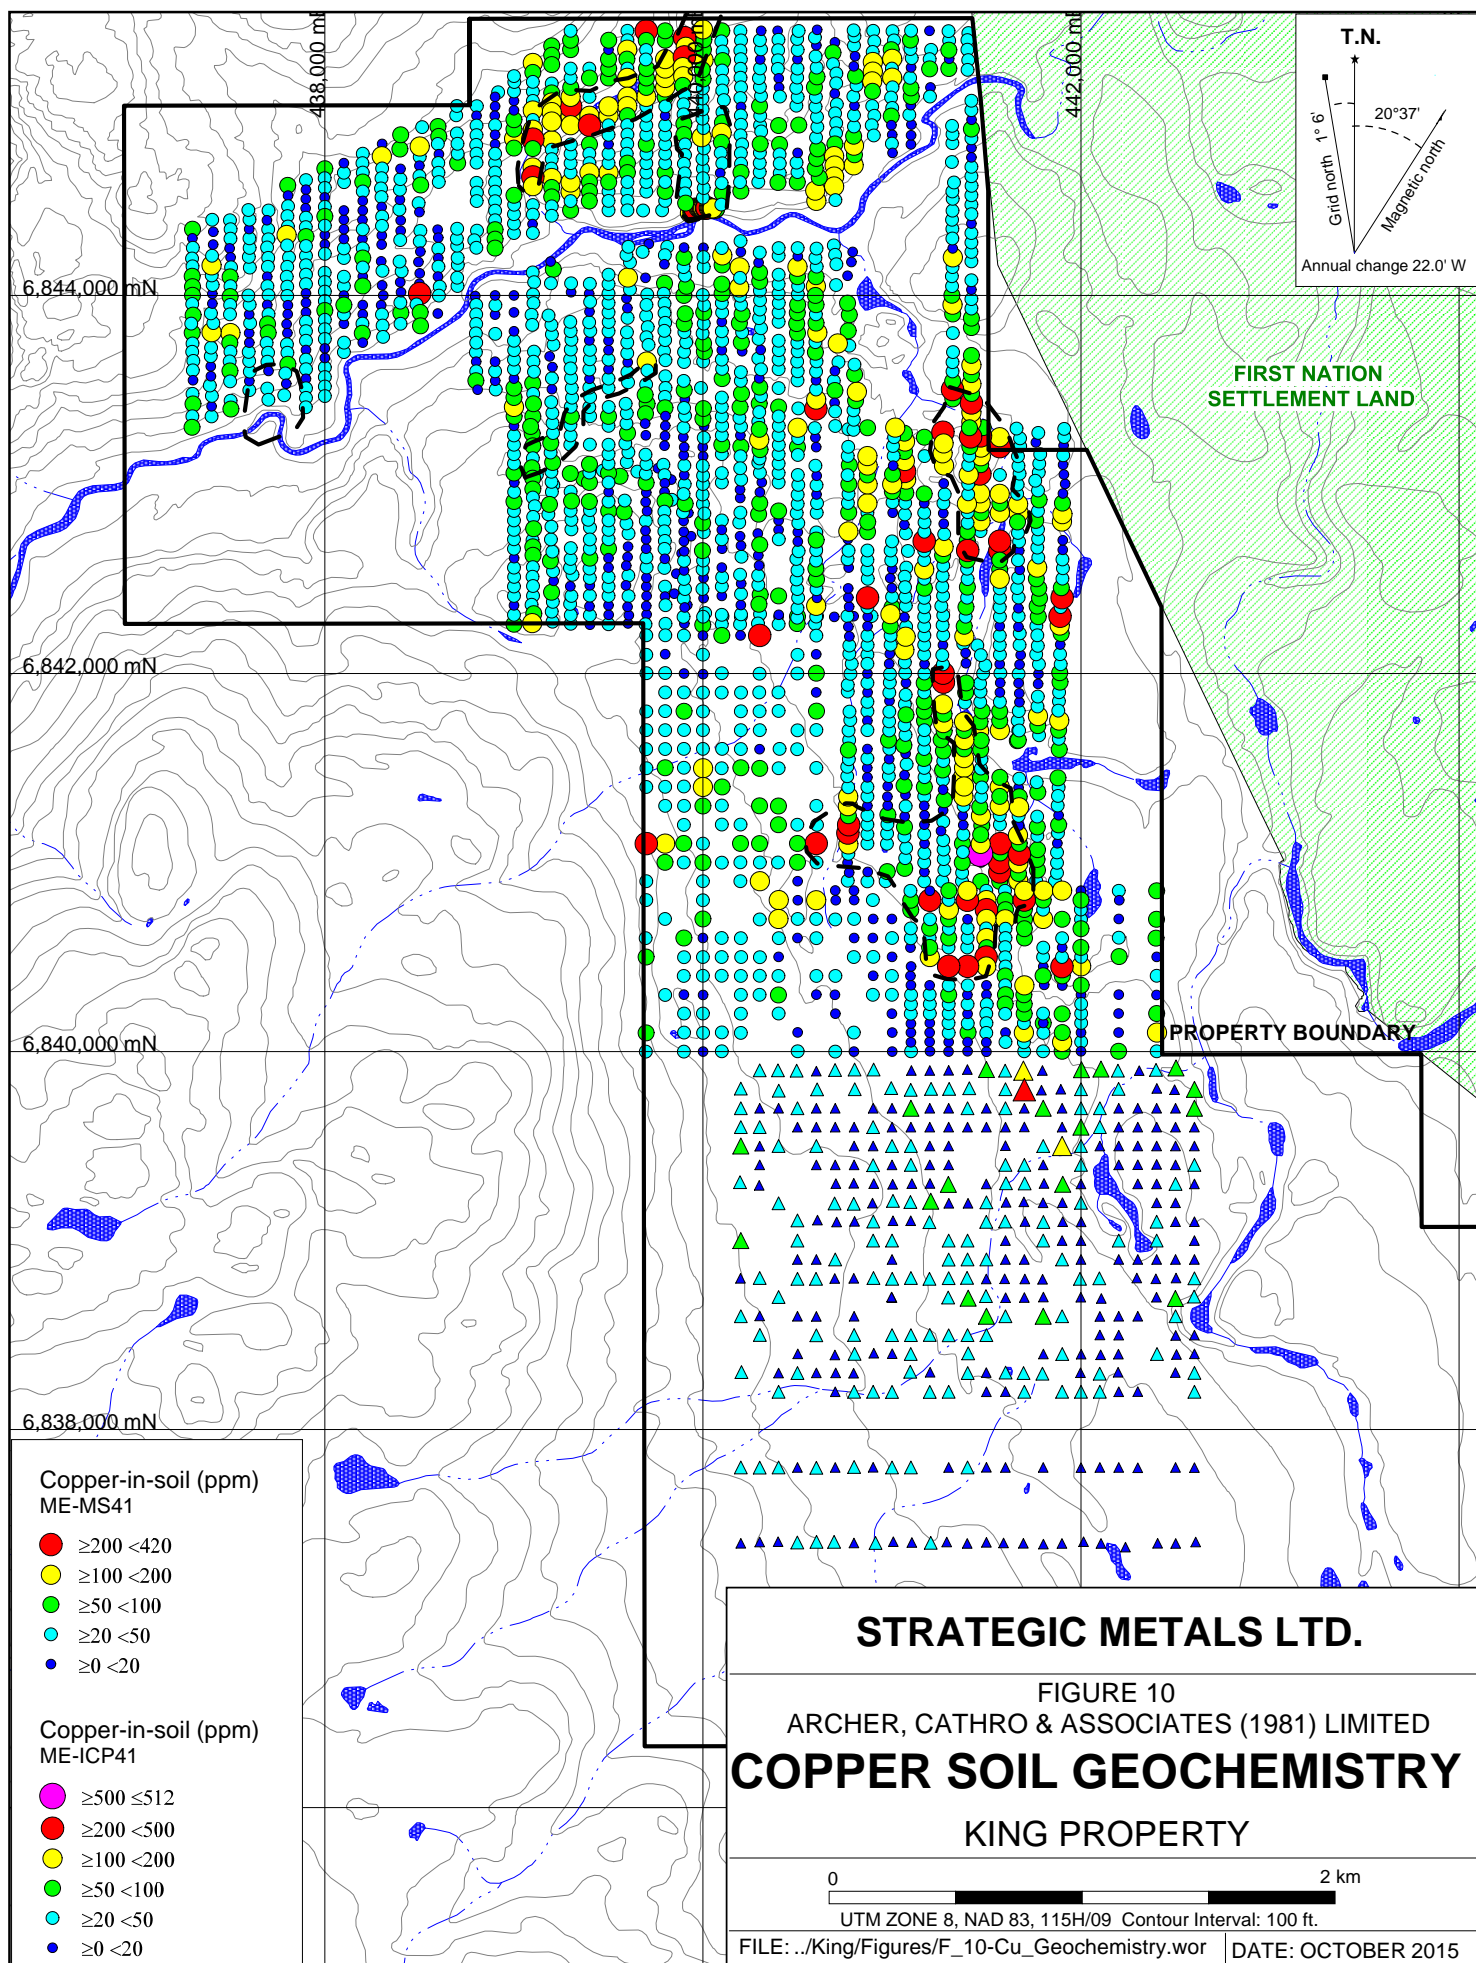 438,000 mE
440,000 mE
442,000 mE
T.N.
Grid north
1° 6'
20°37'
Magnetic north
Annual change 22.0' W
6,844,000 mN
FIRST NATION
SETTLEMENT LAND
6,842,000 mN
6,840,000 mN
PROPERTY BOUNDARY
6,838,000 mN
Copper-in-soil (ppm)
ME-MS41
≥200 <420
≥100 <200
≥50 <100
≥20 <50
≥0 <20
Copper-in-soil (ppm)
ME-ICP41
≥500 ≤512
≥200 <500
≥100 <200
≥50 <100
≥20 <50
≥0 <20
STRATEGIC METALS LTD.
FIGURE 10
ARCHER, CATHRO & ASSOCIATES (1981) LIMITED
COPPER SOIL GEOCHEMISTRY
KING PROPERTY
0 2 km
UTM ZONE 8, NAD 83, 115H/09 Contour Interval: 100 ft.
FILE: ../King/Figures/F_10-Cu_Geochemistry.wor
DATE: OCTOBER 2015